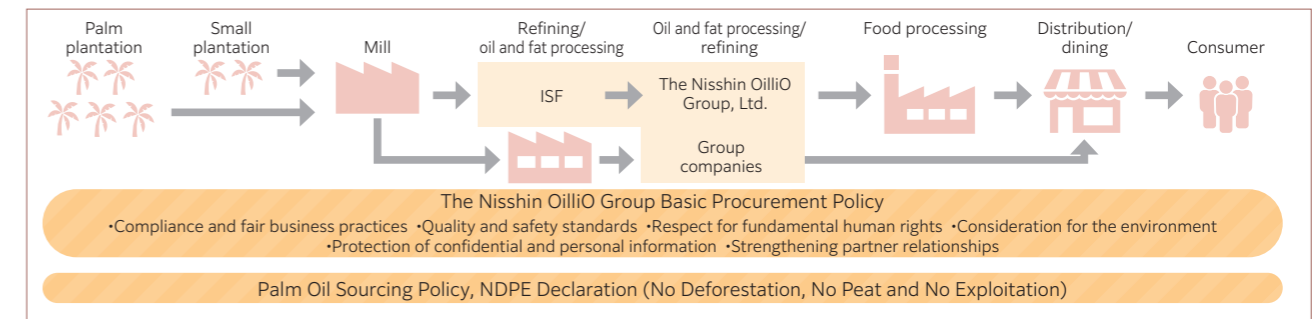 Palm
plantation
Small
plantation
Mill
Refining/
oil and fat processing
Oil and fat processing/
refining
Food processing
Distribution/
dining
Consumer
ISF
The Nisshin OilliO
Group, Ltd.
Group
companies
The Nisshin OilliO Group Basic Procurement Policy
•Compliance and fair business practices •Quality and safety standards •Respect for fundamental human rights •Consideration for the environment
•Protection of confidential and personal information •Strengthening partner relationships
Palm Oil Sourcing Policy, NDPE Declaration (No Deforestation, No Peat and No Exploitation)